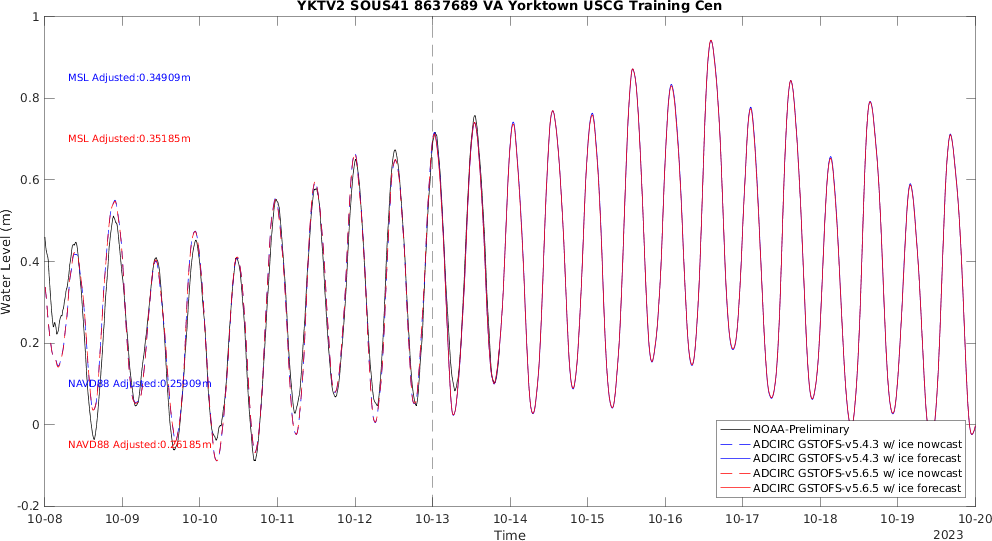 YKTV2 SOUS41 8637689 VA Yorktown USCG Training Cen
Water Level (m)
1
0.8
0.6
0.4
0.2
0
-0.2
MSL Adjusted:0.34909m
MSL Adjusted:0.35185m
NAVD88 Adjusted:0.25909m
NAVD88 Adjusted:0.26185m
NOAA-Preliminary
ADCIRC GSTOFS-v5.4.3 w/ ice nowcast
ADCIRC GSTOFS-v5.4.3 w/ ice forecast
ADCIRC GSTOFS-v5.6.5 w/ ice nowcast
ADCIRC GSTOFS-v5.6.5 w/ ice forecast
10-08 10-09 10-10 10-11 10-12 10-13 10-14 10-15 10-16 10-17 10-18 10-19 10-20
Time
2023